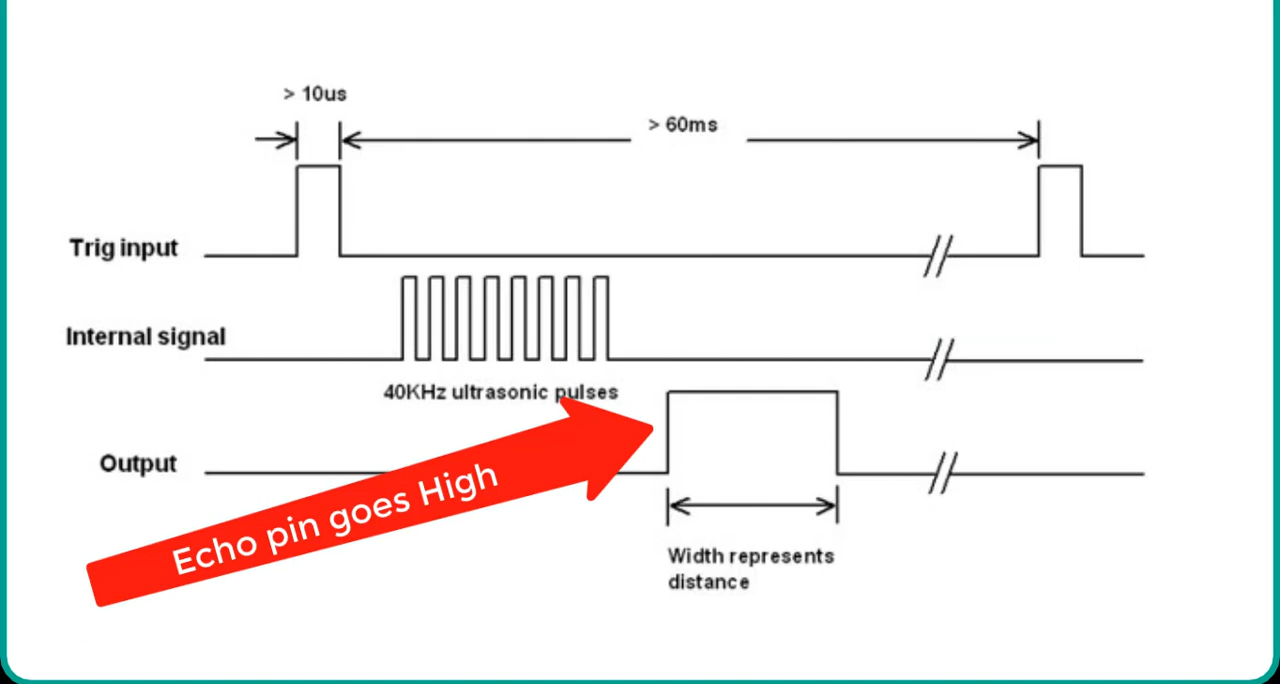 > 10us
> 60ms
Trig input
Internal signal
40KHz ultrasonic pulses
Output
Echo pin goes High
Width represents
distance